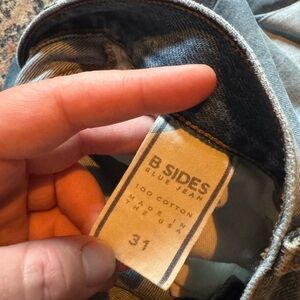 B SIDES
BLUE JEAN
100 COTTON
MADE IN
THE USA
31